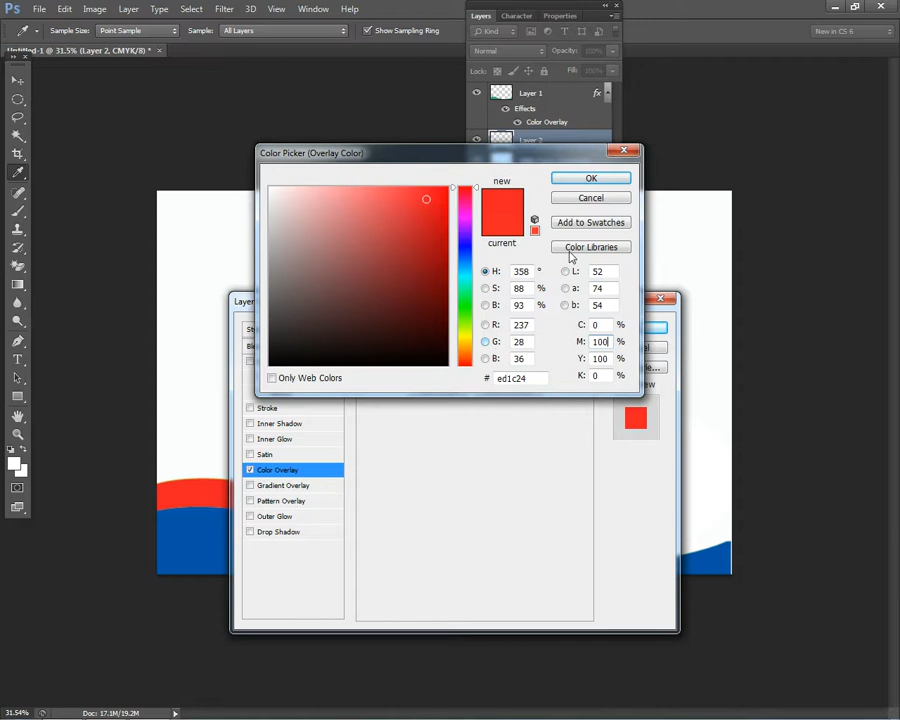 Ps File Edit Image Layer Type Select Filter 3D View Window Help
Sample Size: Point Sample Sample: All Layers Show Sampling Ring
New in CS 6
Untitled-1 @ 31.5% (Layer 2, CMYK/8) * ×
Layers Character Properties
Kind
Normal Opacity: 100%
Lock: Fill: 100%
Layer 1 fx
Effects
Color Overlay
Layer 2
Color Picker (Overlay Color)
new
current
OK
Cancel
Add to Swatches
Color Libraries
H: 358 °
S: 88 %
B: 93 %
R: 237
G: 28
B: 36
# ed1c24
L: 52
a: 74
b: 54
C: 0 %
M: 100 %
Y: 100 %
K: 0 %
Only Web Colors
Stroke
Inner Shadow
Inner Glow
Satin
Color Overlay
Gradient Overlay
Pattern Overlay
Outer Glow
Drop Shadow
31.54% Doc: 17.1M/19.2M